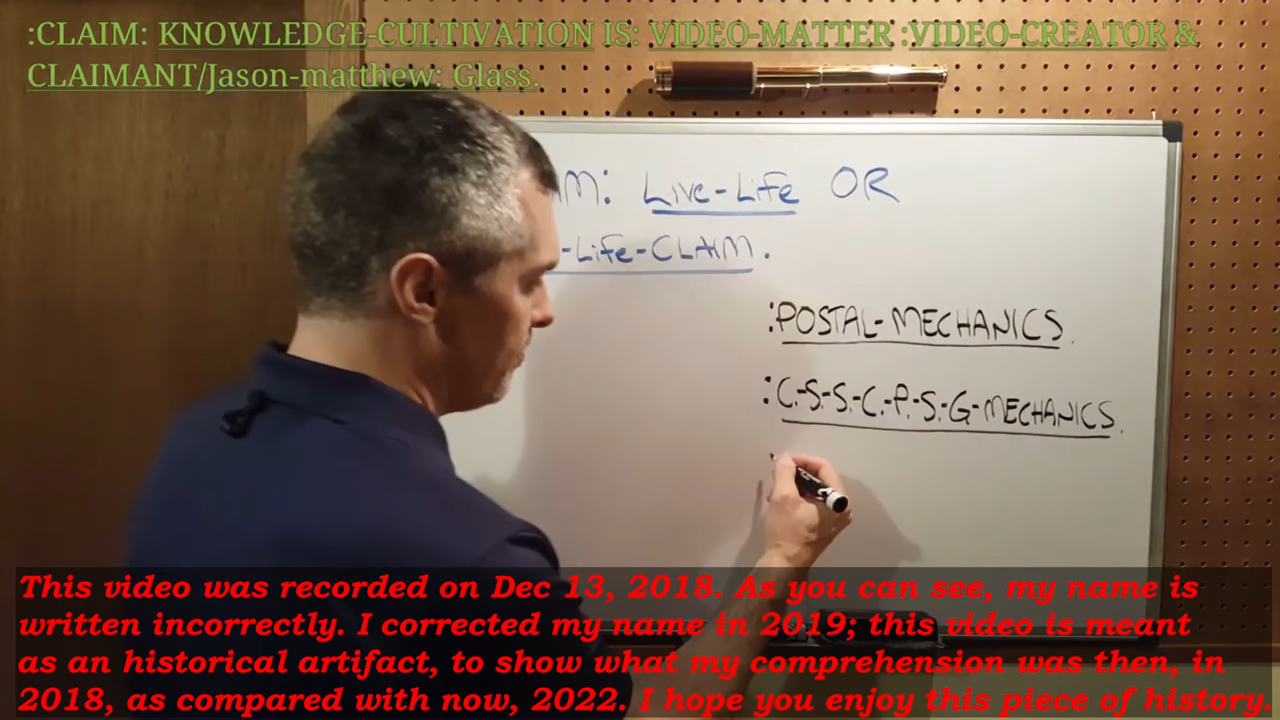 :CLAIM: KNOWLEDGE-CULTIVATION IS: VIDEO-MATTER :VIDEO-CREATOR &
CLAIMANT/Jason-matthew: Glass.
M: Live-Life OR
-Life-CLAIM.
:POSTAL-MECHANICS.
:C.-S.-S.-C.-P.-S.-G-MECHANICS.
This video was recorded on Dec 13, 2018. As you can see, my name is
written incorrectly. I corrected my name in 2019; this video is meant
as an historical artifact, to show what my comprehension was then, in
2018, as compared with now, 2022. I hope you enjoy this piece of history.